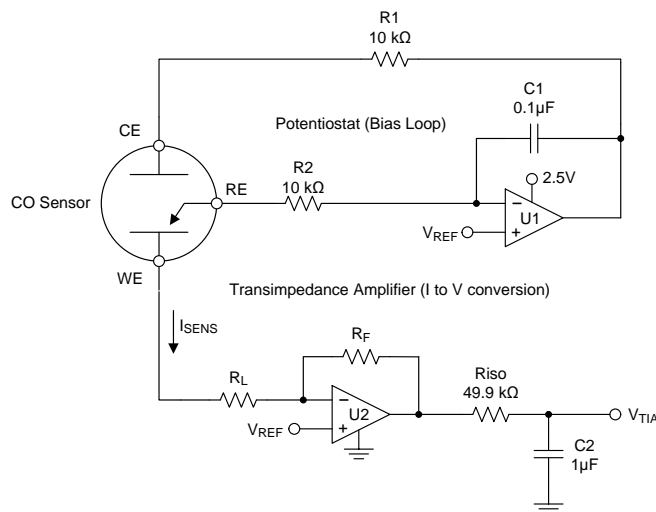 R1
10 kΩ
C1
0.1µF
CE
Potentiostat (Bias Loop)
R2
10 kΩ
RE
2.5V
CO Sensor
−
U1
VREF
+
WE
Transimpedance Amplifier (I to V conversion)
ISENS
RF
RL
Riso
49.9 kΩ
−
U2
VREF
+
VTIA
C2
1µF